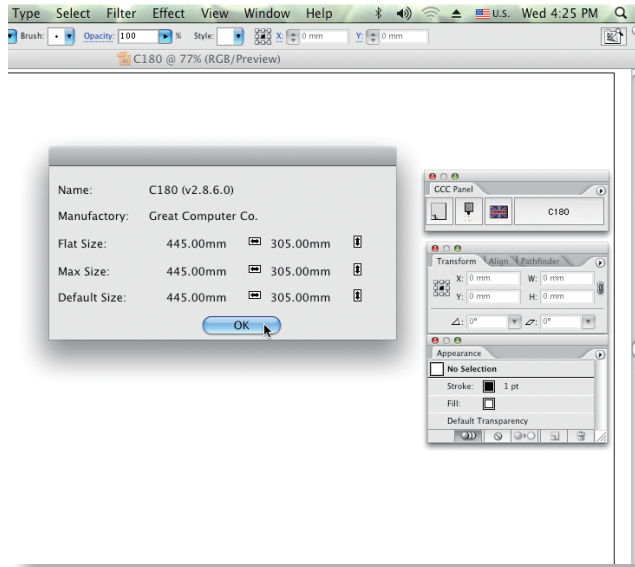 Type Select Filter Effect View Window Help U.S. Wed 4:25 PM
Brush: Opacity: 100 % Style: X: 0 mm Y: 0 mm
C180 @ 77% (RGB/Preview)
Name: C180 (v2.8.6.0)
Manufactory: Great Computer Co.
Flat Size: 445.00mm 305.00mm
Max Size: 445.00mm 305.00mm
Default Size: 445.00mm 305.00mm
OK
GCC Panel
C180
Transform Align Pathfinder
X: 0 mm W: 0 mm
Y: 0 mm H: 0 mm
0° 0°
Appearance
No Selection
Stroke: 1 pt
Fill:
Default Transparency